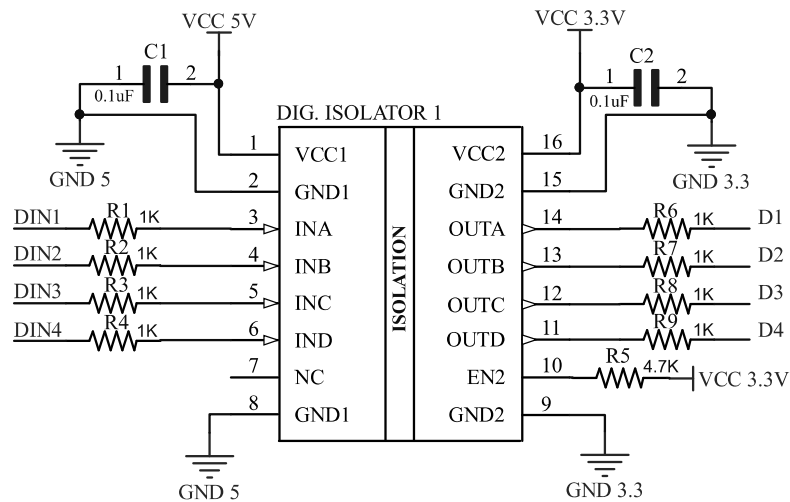 VCC 5V
VCC 3.3V
C1
C2
1 2
1 2
0.1uF
0.1uF
DIG. ISOLATOR 1
GND 5
GND 3.3
1 VCC1 VCC2 16
2 GND1 GND2 15
DIN1 R1 1K 3 INA OUTA 14 R6 1K D1
DIN2 R2 1K 4 INB OUTB 13 R7 1K D2
DIN3 R3 1K 5 INC OUTC 12 R8 1K D3
DIN4 R4 1K 6 IND OUTD 11 R9 1K D4
7 NC EN2 10 R5 4.7K VCC 3.3V
8 GND1 GND2 9
ISOLATION
GND 5
GND 3.3